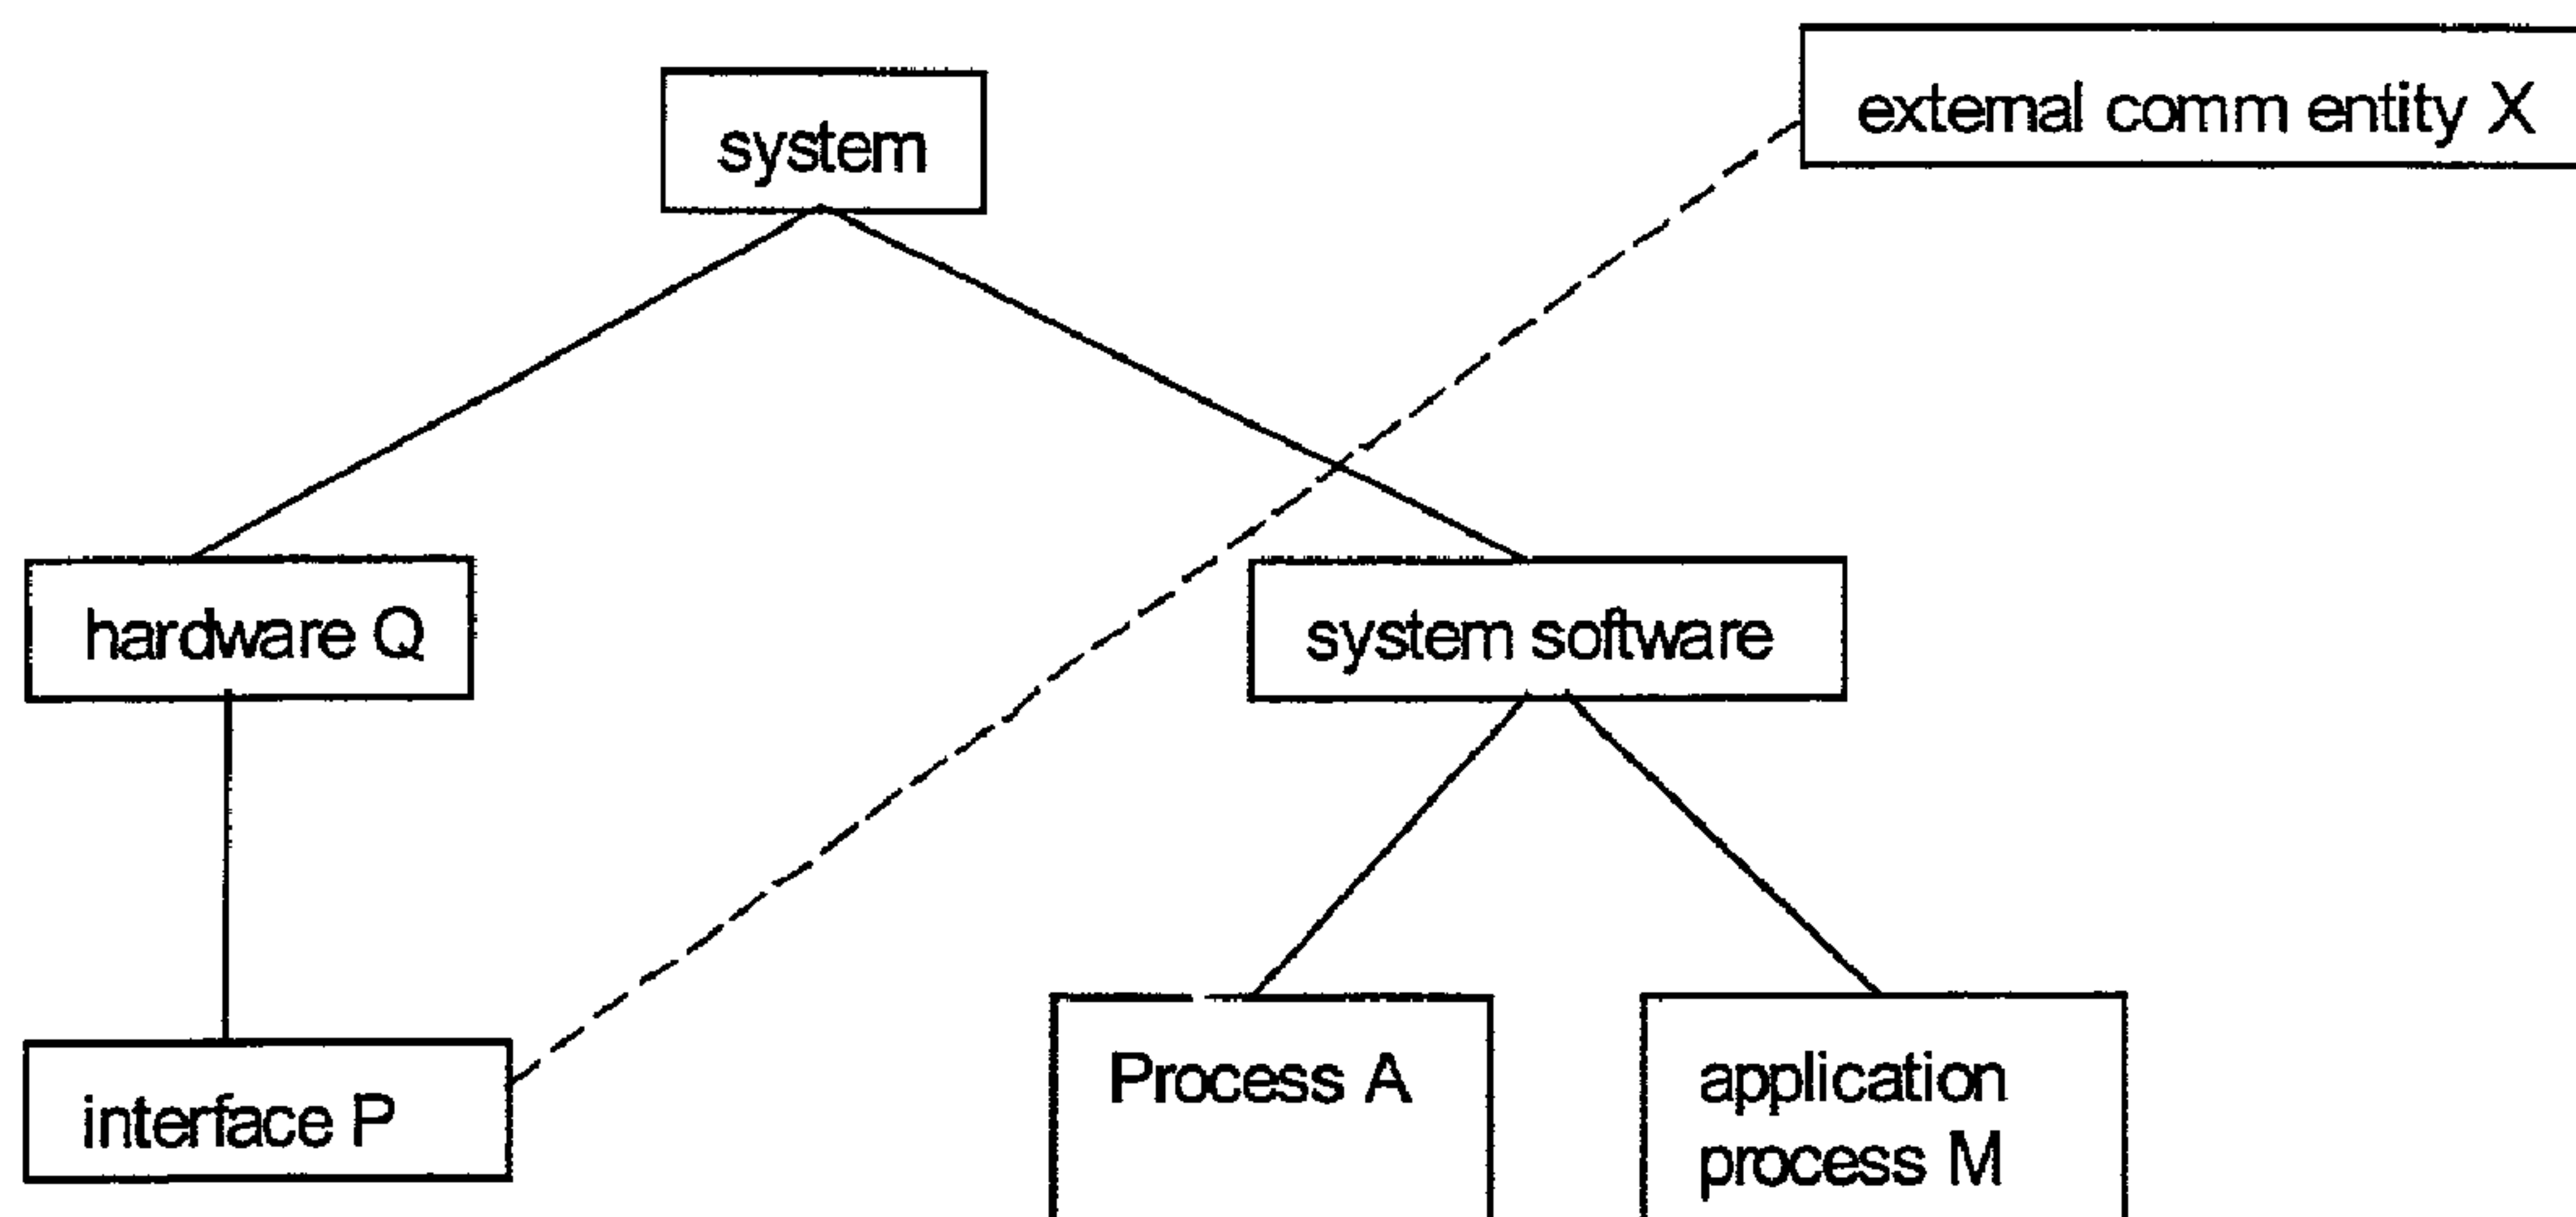 system
external comm entity X
hardware Q
system software
interface P
Process A
application
process M